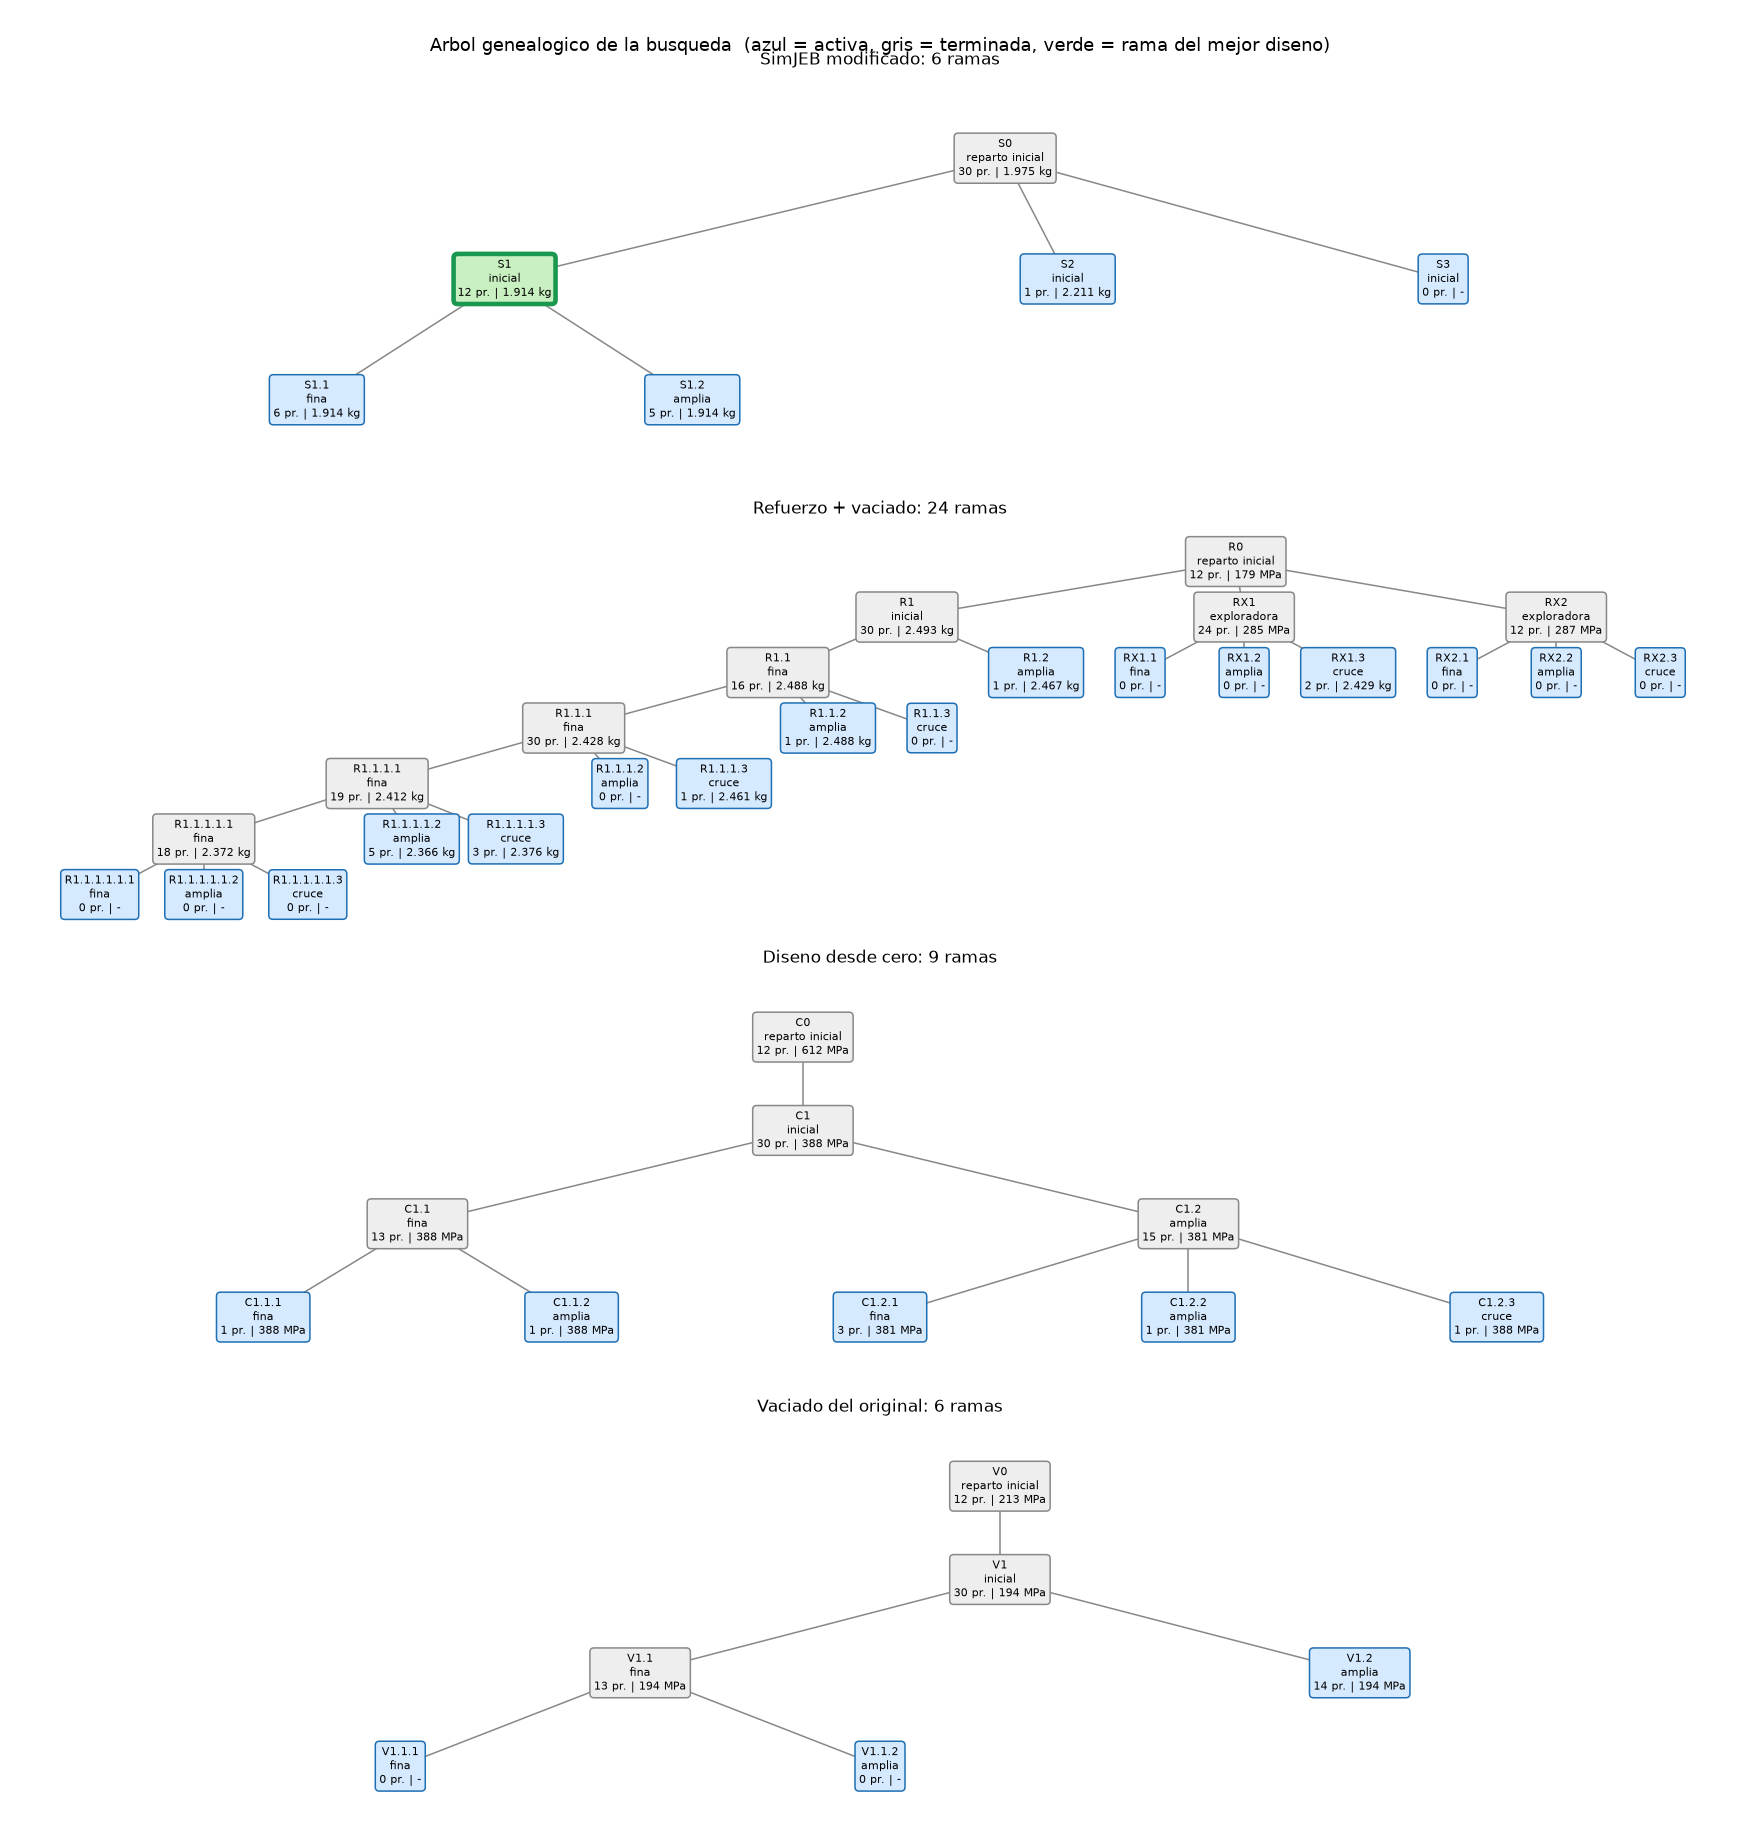 Arbol genealogico de la busqueda  (azul = activa, gris = terminada, verde = rama del mejor diseno)
SimJEB modificado: 6 ramas
S0
reparto inicial
30 pr. | 1.975 kg
S1
inicial
12 pr. | 1.914 kg
S2
inicial
1 pr. | 2.211 kg
S3
inicial
0 pr. | -
S1.1
fina
6 pr. | 1.914 kg
S1.2
amplia
5 pr. | 1.914 kg
Refuerzo + vaciado: 24 ramas
R0
reparto inicial
12 pr. | 179 MPa
R1
inicial
30 pr. | 2.493 kg
RX1
exploradora
24 pr. | 285 MPa
RX2
exploradora
12 pr. | 287 MPa
R1.1
fina
16 pr. | 2.488 kg
R1.2
amplia
1 pr. | 2.467 kg
RX1.1
fina
0 pr. | -
RX1.2
amplia
0 pr. | -
RX1.3
cruce
2 pr. | 2.429 kg
RX2.1
fina
0 pr. | -
RX2.2
amplia
0 pr. | -
RX2.3
cruce
0 pr. | -
R1.1.1
fina
30 pr. | 2.428 kg
R1.1.2
amplia
1 pr. | 2.488 kg
R1.1.3
cruce
0 pr. | -
R1.1.1.1
fina
19 pr. | 2.412 kg
R1.1.1.2
amplia
0 pr. | -
R1.1.1.3
cruce
1 pr. | 2.461 kg
R1.1.1.1.1
fina
18 pr. | 2.372 kg
R1.1.1.1.2
amplia
5 pr. | 2.366 kg
R1.1.1.1.3
cruce
3 pr. | 2.376 kg
R1.1.1.1.1.1
fina
0 pr. | -
R1.1.1.1.1.2
amplia
0 pr. | -
R1.1.1.1.1.3
cruce
0 pr. | -
Diseno desde cero: 9 ramas
C0
reparto inicial
12 pr. | 612 MPa
C1
inicial
30 pr. | 388 MPa
C1.1
fina
13 pr. | 388 MPa
C1.2
amplia
15 pr. | 381 MPa
C1.1.1
fina
1 pr. | 388 MPa
C1.1.2
amplia
1 pr. | 388 MPa
C1.2.1
fina
3 pr. | 381 MPa
C1.2.2
amplia
1 pr. | 381 MPa
C1.2.3
cruce
1 pr. | 388 MPa
Vaciado del original: 6 ramas
V0
reparto inicial
12 pr. | 213 MPa
V1
inicial
30 pr. | 194 MPa
V1.1
fina
13 pr. | 194 MPa
V1.2
amplia
14 pr. | 194 MPa
V1.1.1
fina
0 pr. | -
V1.1.2
amplia
0 pr. | -